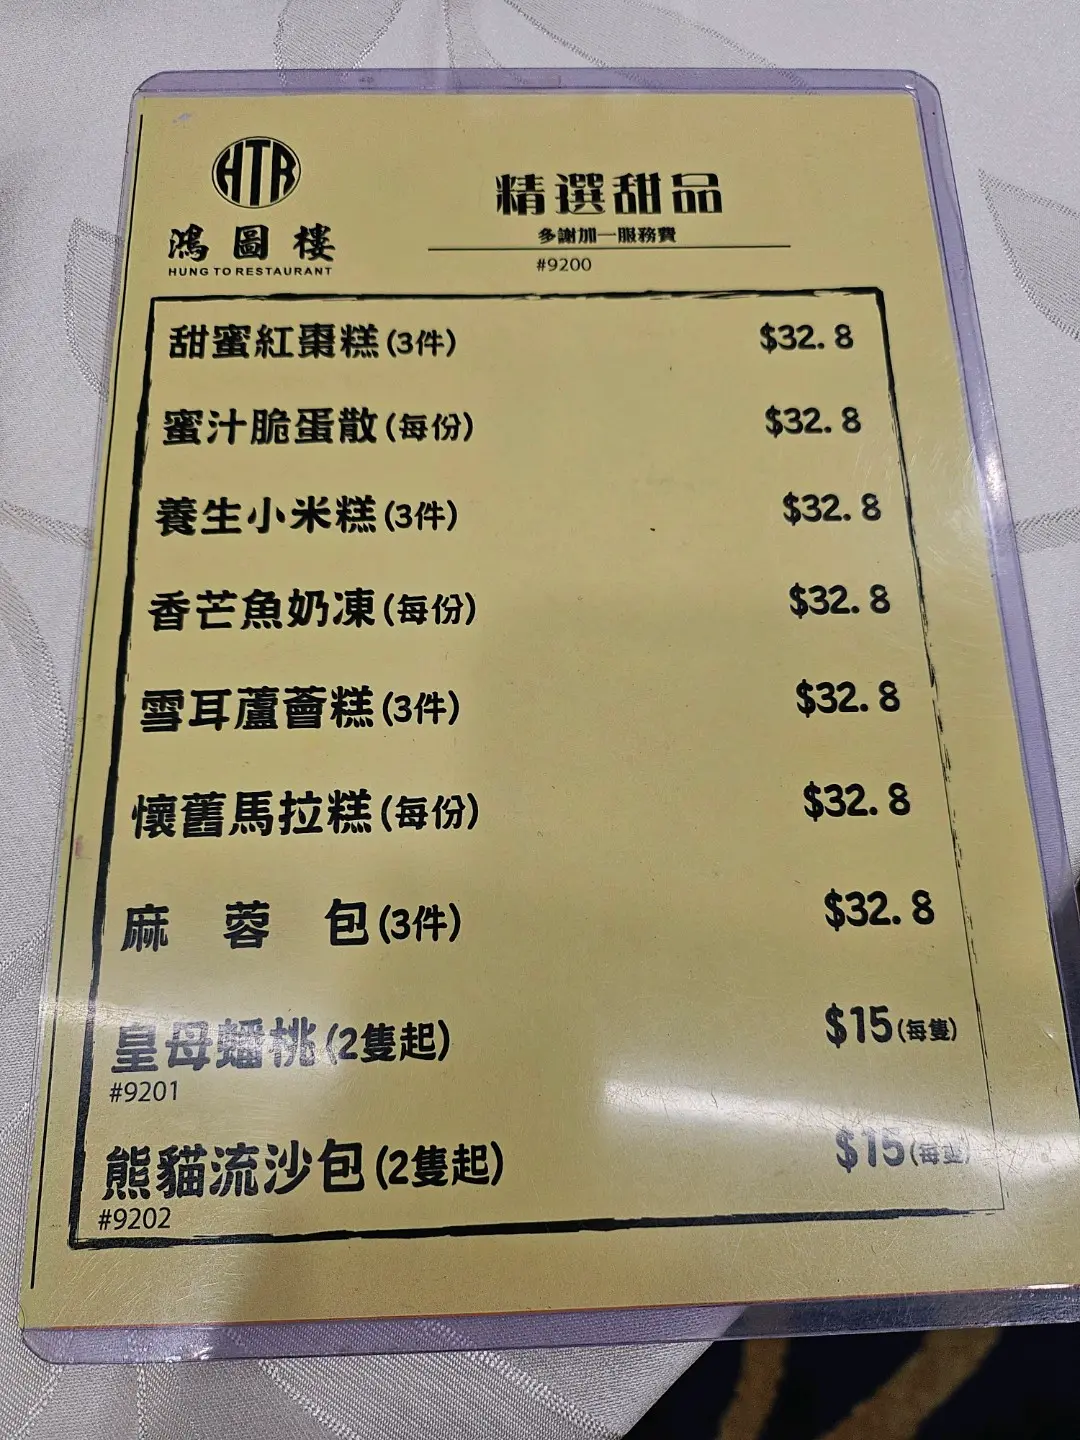 HTR
鴻圖樓
HUNG TO RESTAURANT
精選甜品
多謝加一服務費
#9200
甜蜜紅棗糕(3件) $32.8
蜜汁脆蛋散(每份) $32.8
養生小米糕(3件) $32.8
香芒魚奶凍(每份) $32.8
雪耳蘆薈糕(3件) $32.8
懷舊馬拉糕(每份) $32.8
麻蓉包(3件) $32.8
皇母蟠桃(2隻起) $15(每隻)
#9201
熊貓流沙包(2隻起) $15(每隻)
#9202